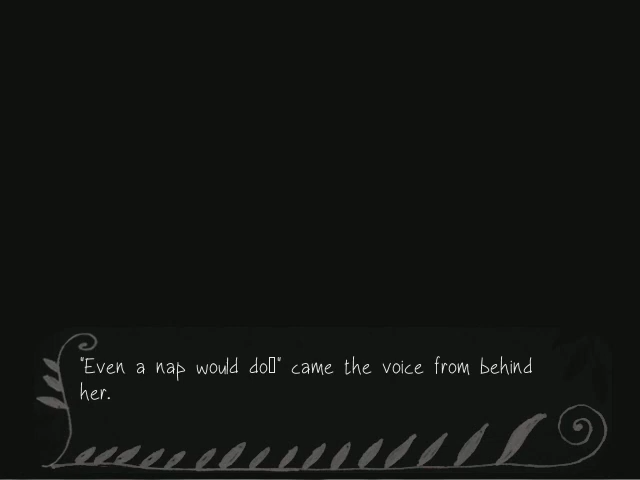 "Even a nap would do▯" came the voice from behind
her.